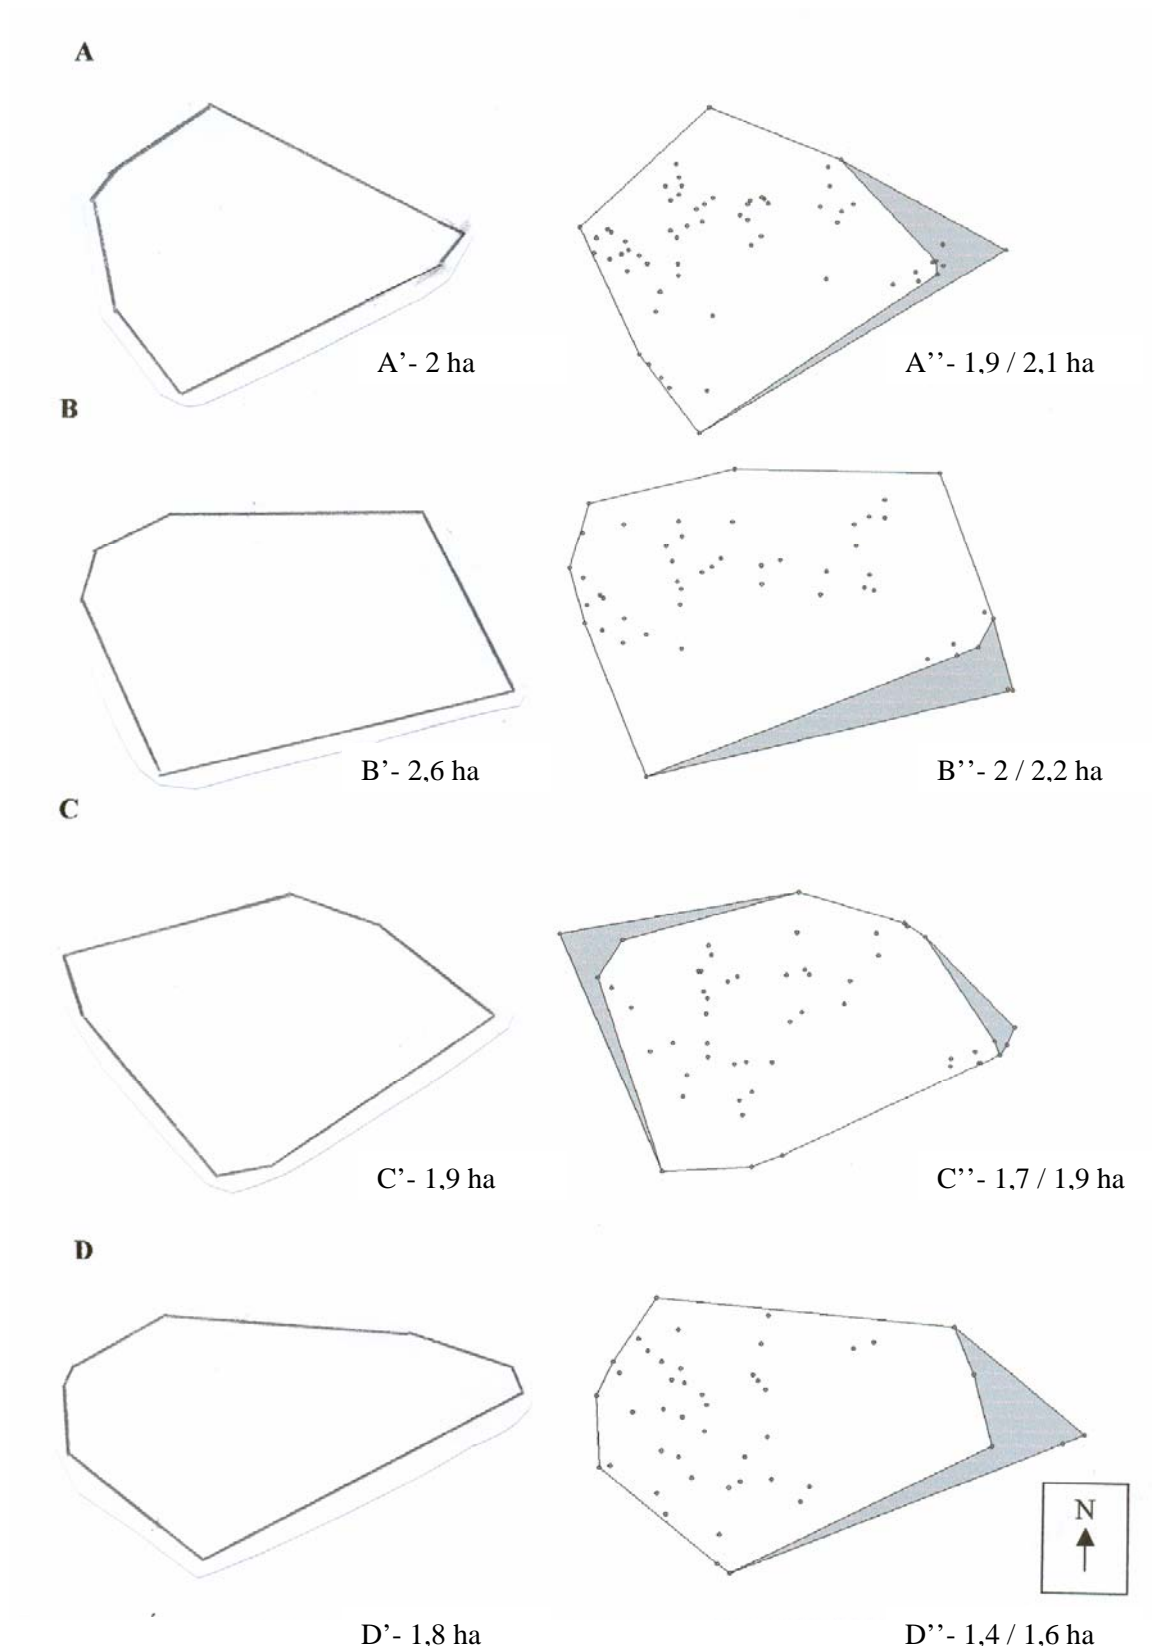 A
A’- 2 ha
A’’- 1,9 / 2,1 ha
B
B’- 2,6 ha
B’’- 2 / 2,2 ha
C
C’- 1,9 ha
C’’- 1,7 / 1,9 ha
D
N
D’- 1,8 ha
D’’- 1,4 / 1,6 ha